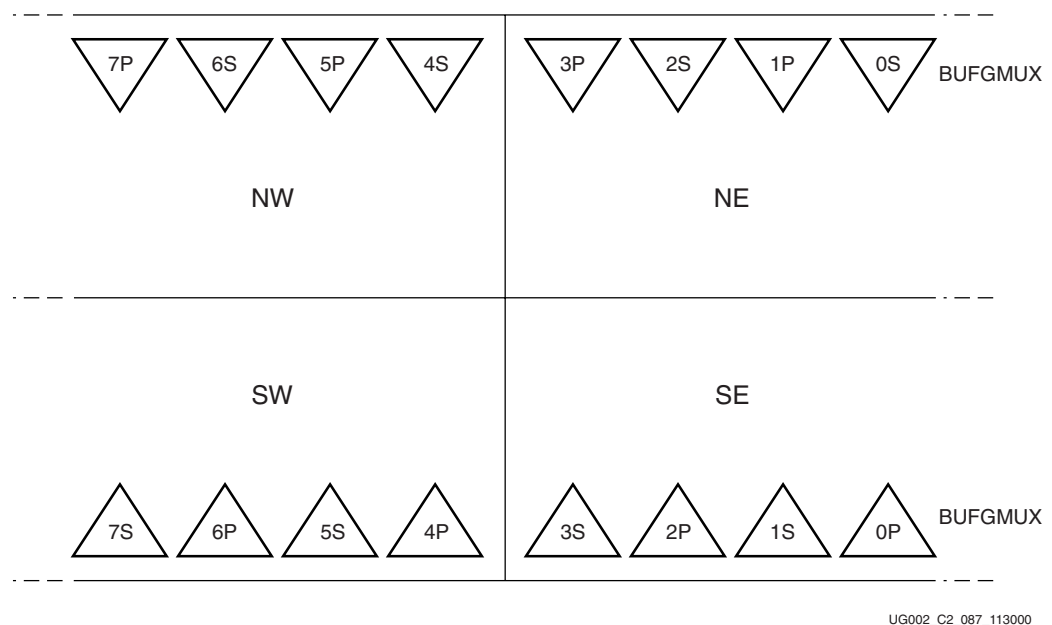 7P 6S 5P 4S 3P 2S 1P 0S BUFGMUX
NW NE
SW SE
7S 6P 5S 4P 3S 2P 1S 0P BUFGMUX
UG002_C2_087_113000